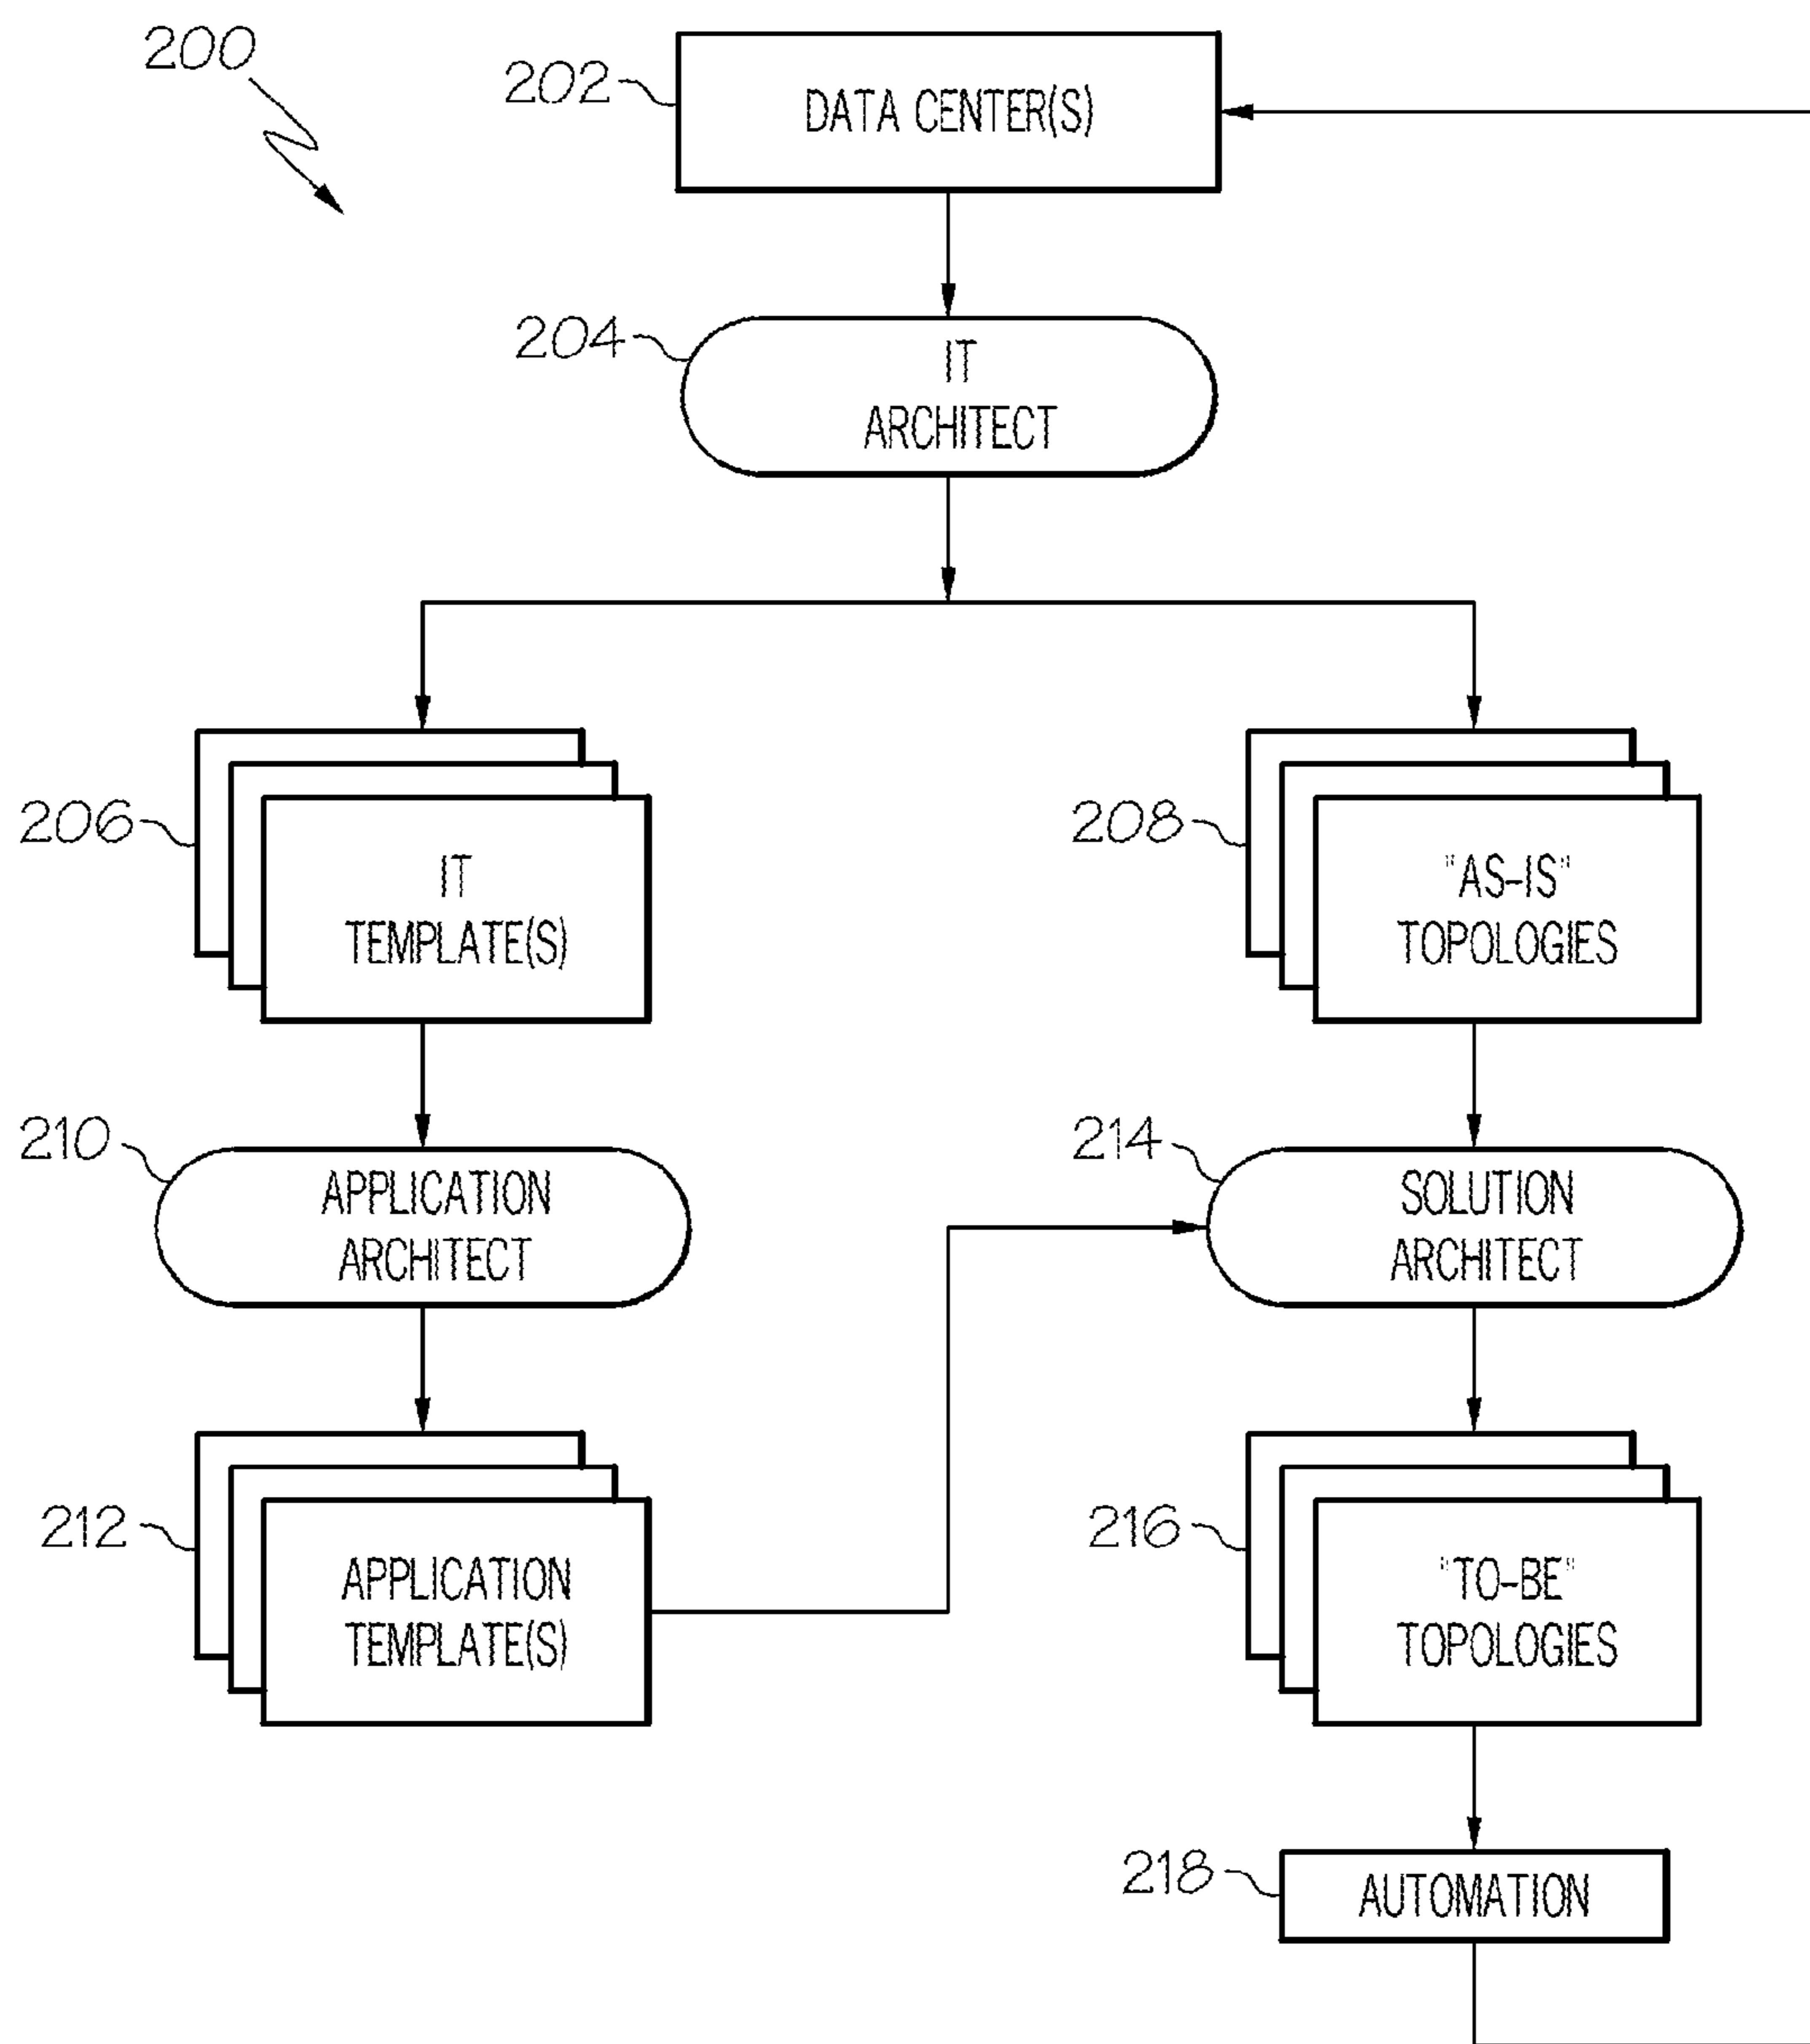 200
202
DATA CENTER(S)
204
IT
ARCHITECT
206
IT
TEMPLATE(S)
208
"AS-IS"
TOPOLOGIES
210
APPLICATION
ARCHITECT
214
SOLUTION
ARCHITECT
212
APPLICATION
TEMPLATE(S)
216
"TO-BE"
TOPOLOGIES
218
AUTOMATION